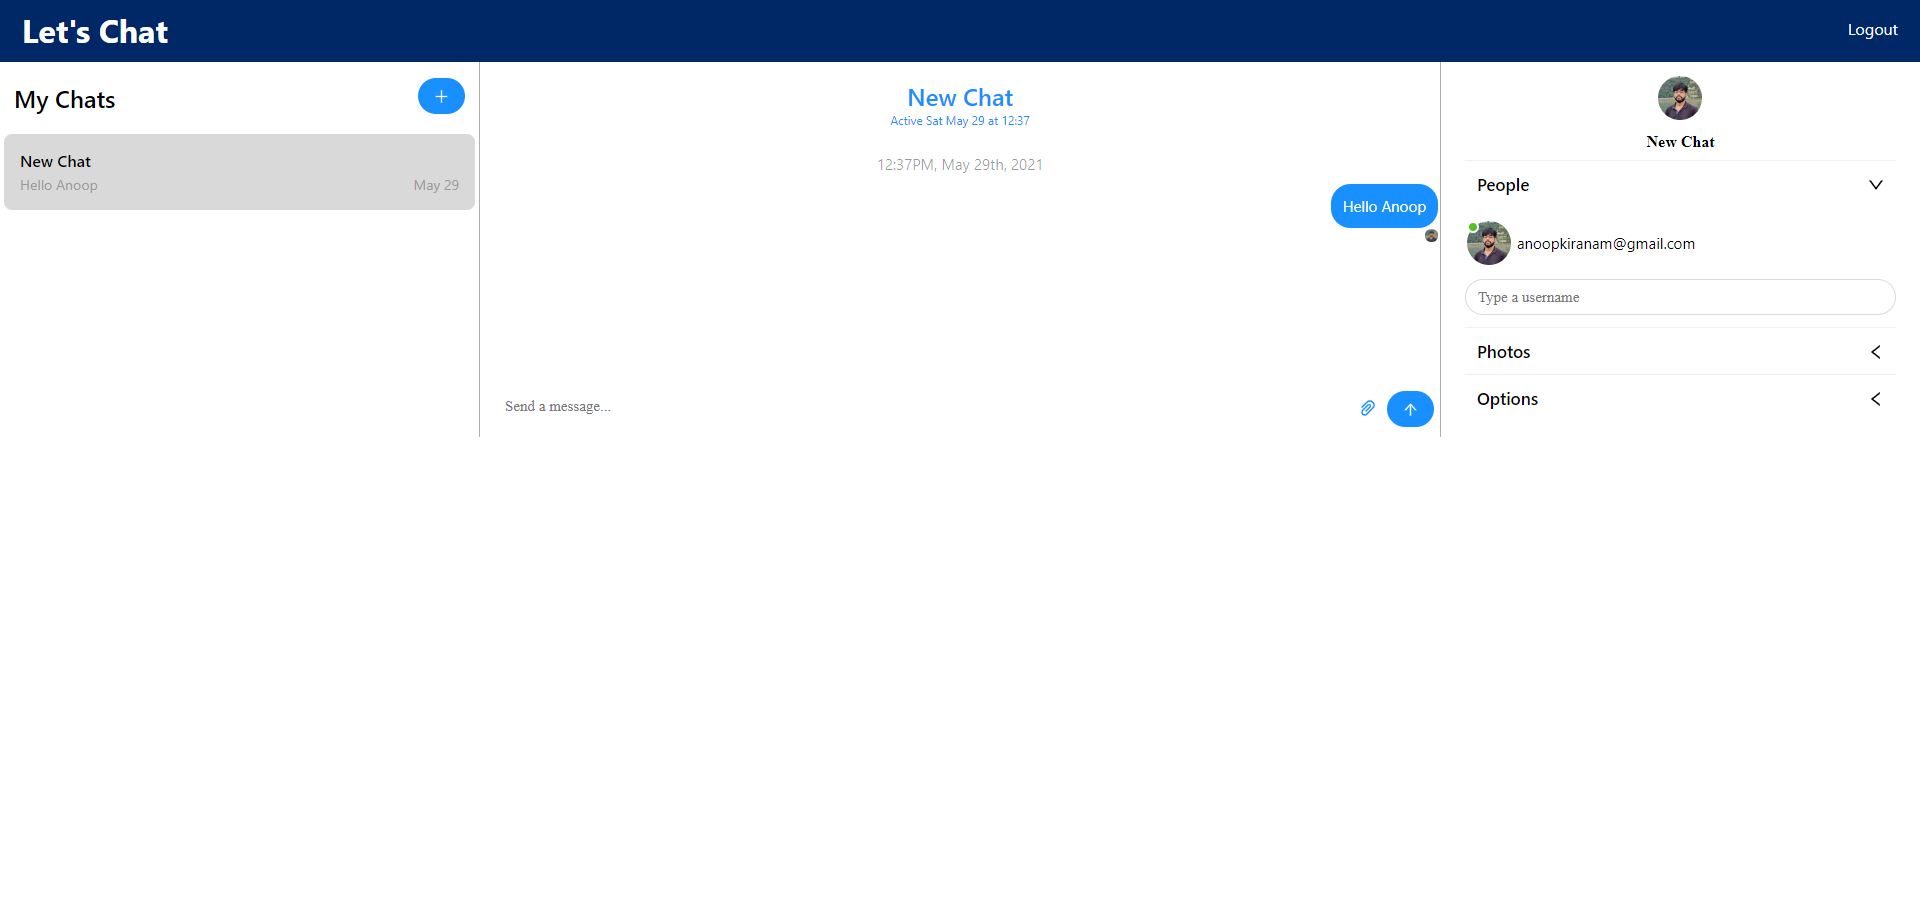 Let's Chat
Logout
My Chats
New Chat
Hello Anoop
May 29
New Chat
Active Sat May 29 at 12:37
12:37PM, May 29th, 2021
Hello Anoop
Send a message...
New Chat
People
anoopkiranam@gmail.com
Type a username
Photos
Options